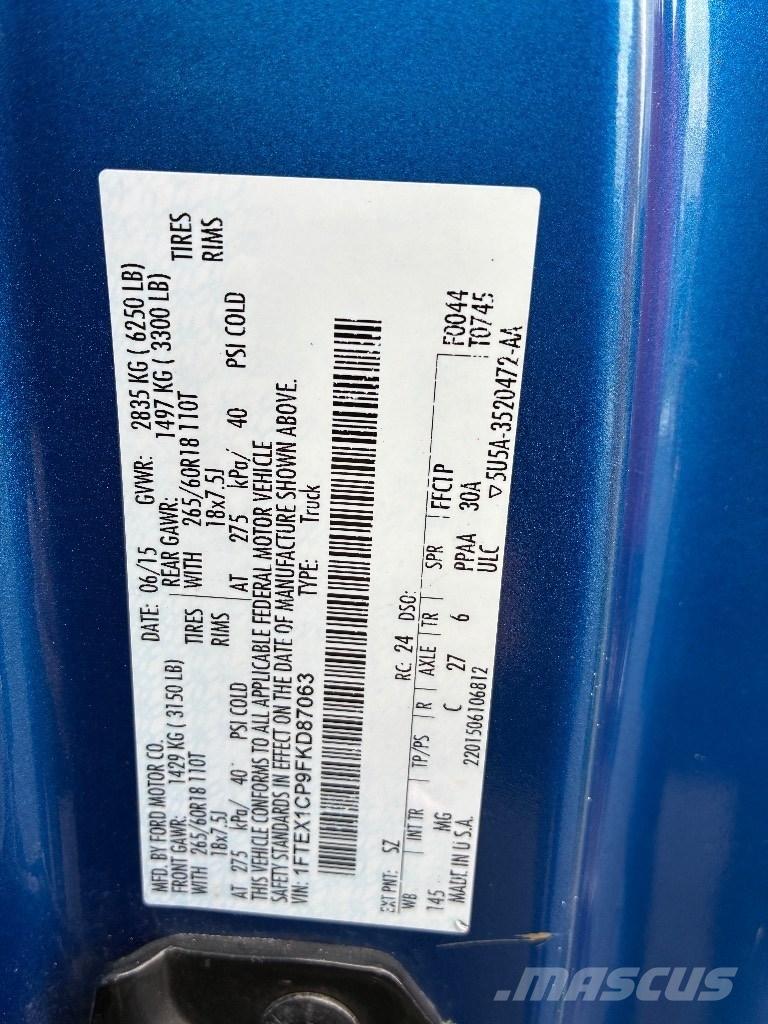 MFD. BY FORD MOTOR CO.
DATE: 06/15 GVWR: 2835 KG ( 6250 LB)
FRONT GAWR: 1429 KG ( 3150 LB) REAR GAWR: 1497 KG ( 3300 LB)
WITH 265/60R18 110T TIRES WITH 265/60R18 110T TIRES
18x7.5J RIMS 18x7.5J RIMS
AT 275 kPa/ 40 PSI COLD AT 275 kPa/ 40 PSI COLD
THIS VEHICLE CONFORMS TO ALL APPLICABLE FEDERAL MOTOR VEHICLE
SAFETY STANDARDS IN EFFECT ON THE DATE OF MANUFACTURE SHOWN ABOVE.
VIN: 1FTEX1CP9FKD87063 TYPE: Truck
EXT PNT: SZ RC: 24 DSO: F0044
WB INT TR TP/PS R AXLE TR SPR FFC1P T0745
145 MG C 27 6 PPAA 30A
MADE IN U.S.A. 2201506106812 ULC ▽ 5U5A-3520472-AA
MASCUS